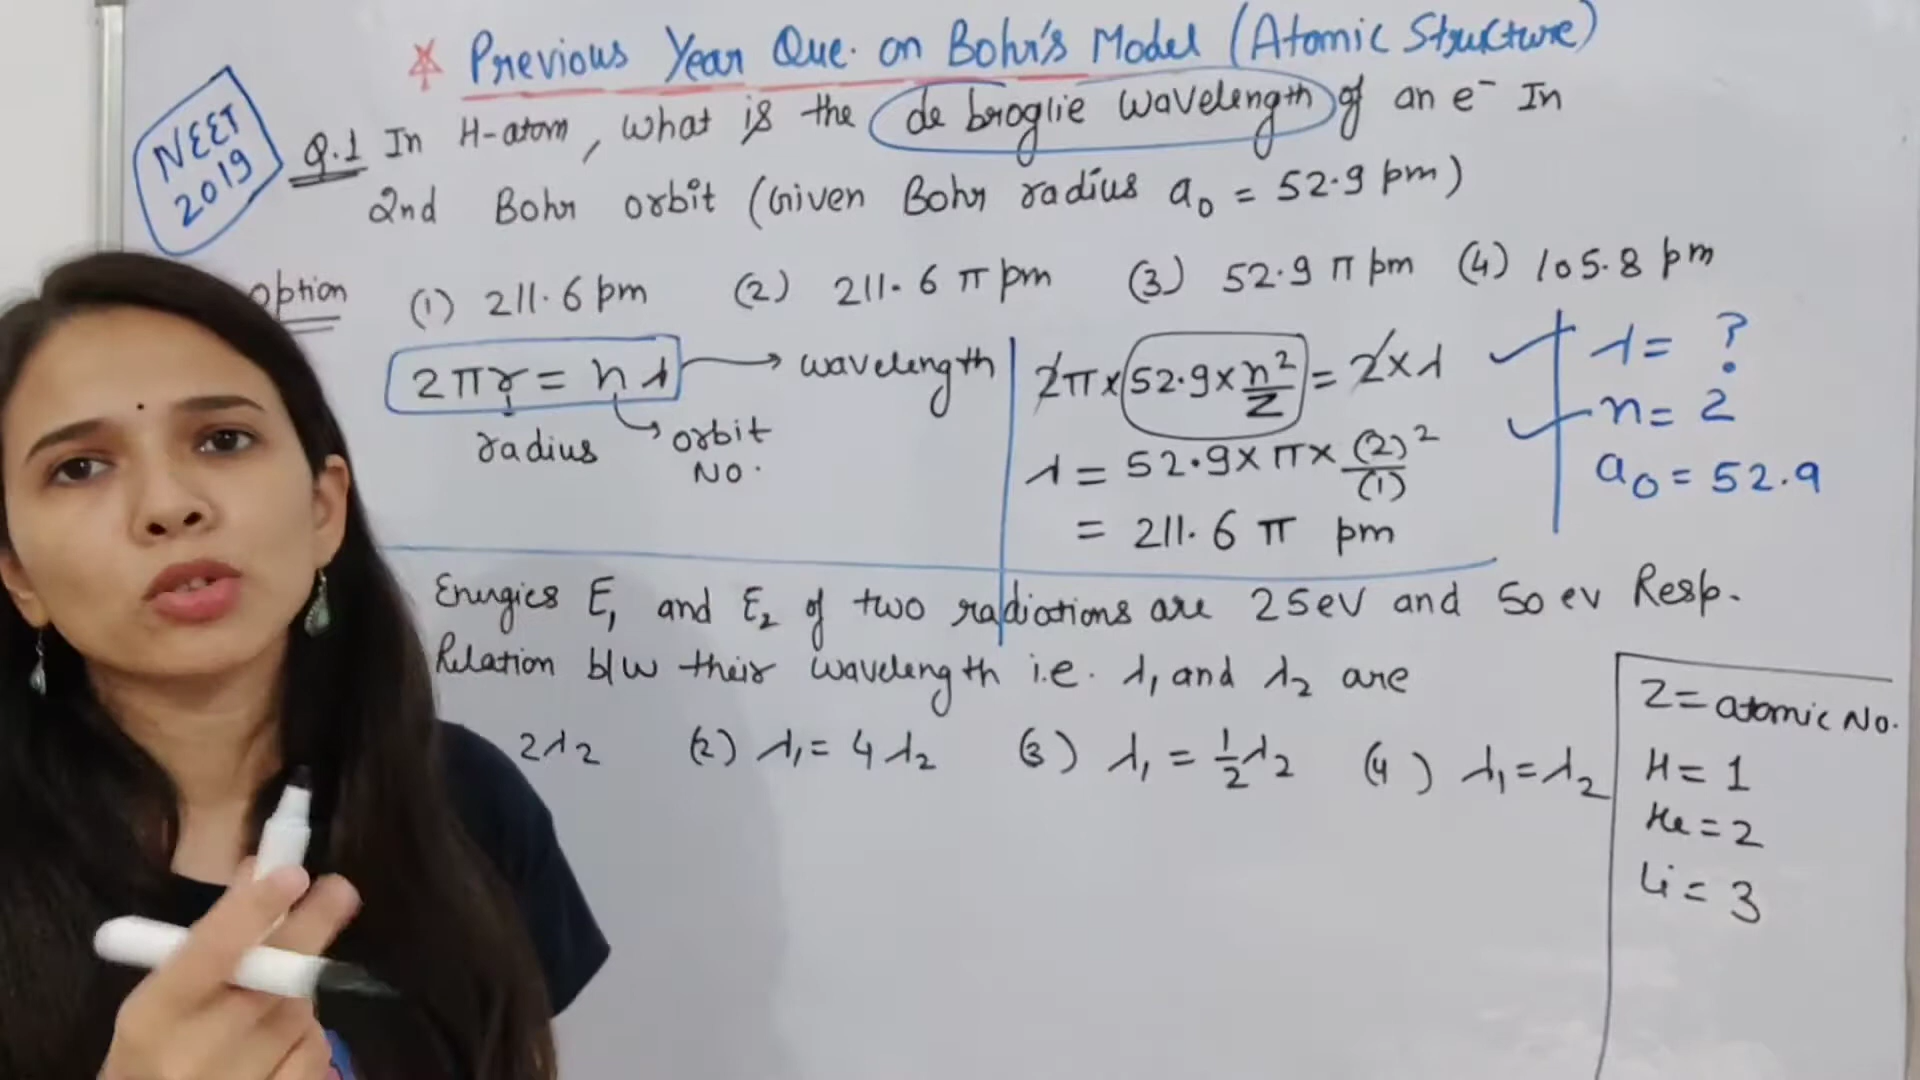 * Previous Year Que. on Bohr's Model (Atomic Structure)
NEET
2019
Q.1 In H-atom, what is the de broglie wavelength of an e⁻ In
2nd Bohr orbit (Given Bohr radius a₀ = 52.9 pm)
option (1) 211.6 pm (2) 211.6 π pm (3) 52.9 π pm (4) 105.8 pm
2πr = nλ → wavelength
radius
orbit
No.
2π × 52.9 × n²/Z = 2 × λ
λ = 52.9 × π × (2)²/(1)
= 211.6 π pm
λ = ?
n = 2
a₀ = 52.9
Energies E₁ and E₂ of two radiations are 25eV and 50 ev Resp.
Relation b/w their wavelength i.e. λ₁ and λ₂ are
2λ₂ (2) λ₁ = 4 λ₂ (3) λ₁ = 1/2 λ₂ (4) λ₁ = λ₂
Z = atomic No.
H = 1
He = 2
Li = 3